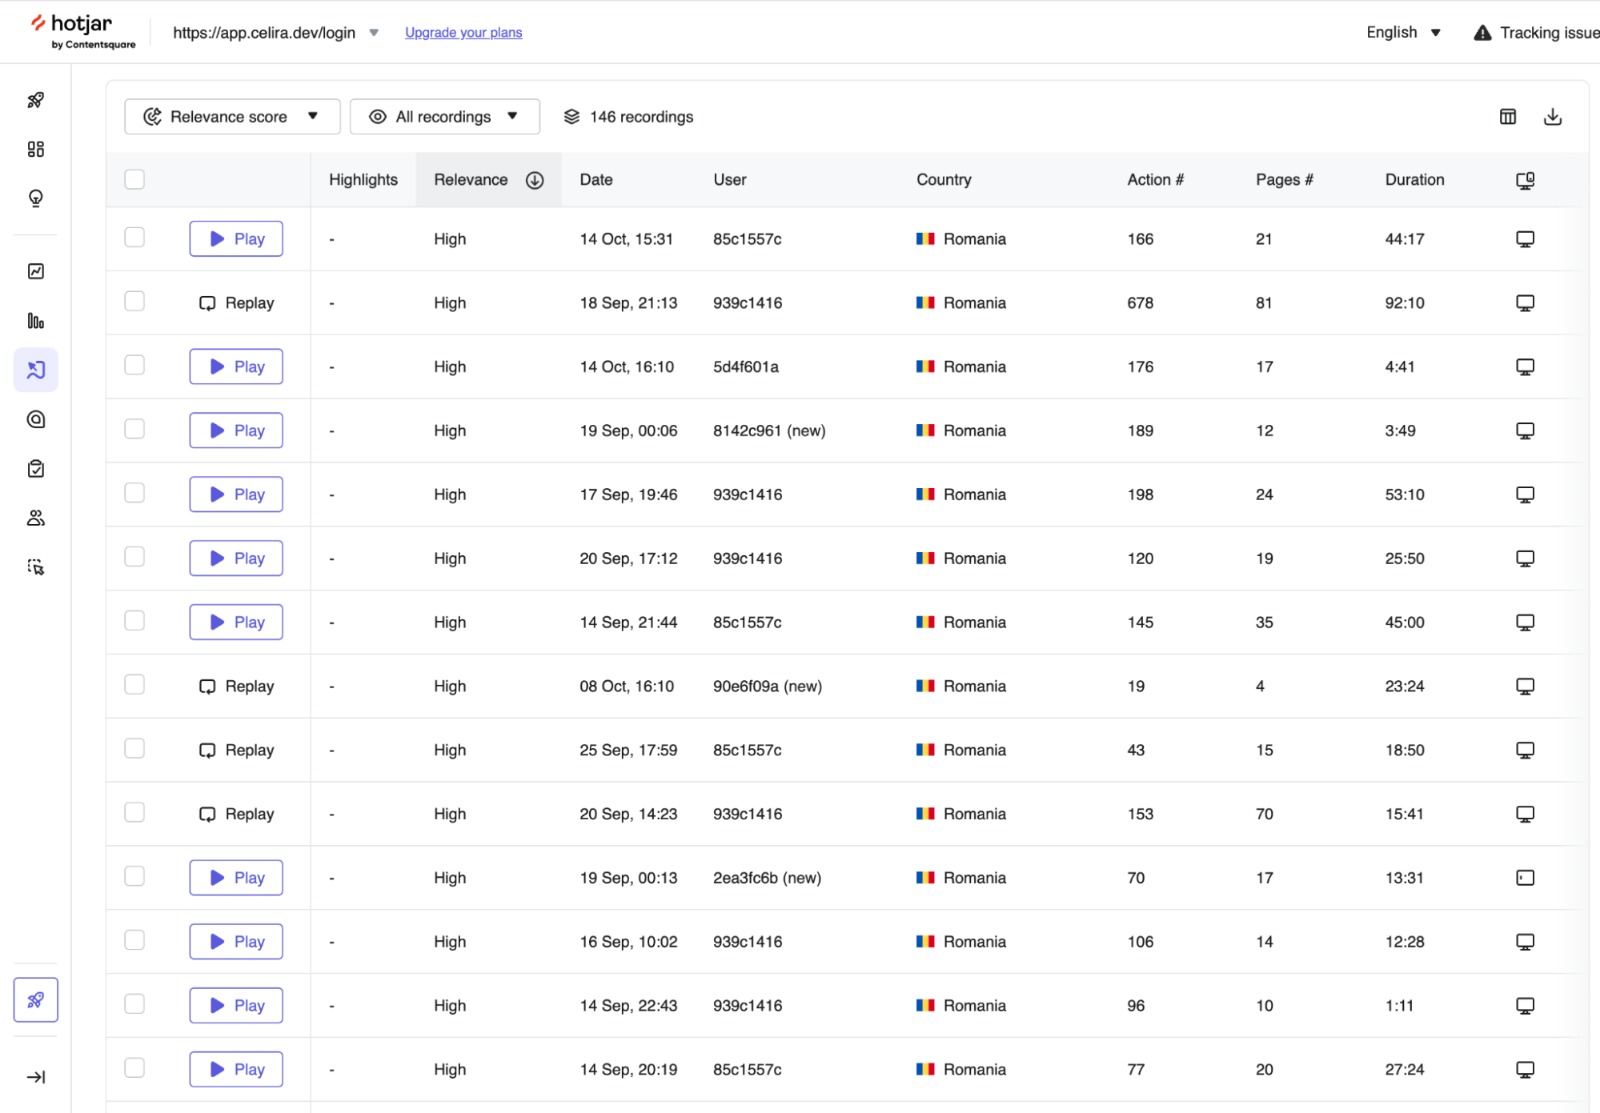 hotjar
by Contentsquare
https://app.celira.dev/login
Upgrade your plans
English
Tracking issue
Relevance score
All recordings
146 recordings
Highlights Relevance Date User Country Action # Pages # Duration
Play - High 14 Oct, 15:31 85c1557c Romania 166 21 44:17
Replay - High 18 Sep, 21:13 939c1416 Romania 678 81 92:10
Play - High 14 Oct, 16:10 5d4f601a Romania 176 17 4:41
Play - High 19 Sep, 00:06 8142c961 (new) Romania 189 12 3:49
Play - High 17 Sep, 19:46 939c1416 Romania 198 24 53:10
Play - High 20 Sep, 17:12 939c1416 Romania 120 19 25:50
Play - High 14 Sep, 21:44 85c1557c Romania 145 35 45:00
Replay - High 08 Oct, 16:10 90e6f09a (new) Romania 19 4 23:24
Replay - High 25 Sep, 17:59 85c1557c Romania 43 15 18:50
Replay - High 20 Sep, 14:23 939c1416 Romania 153 70 15:41
Play - High 19 Sep, 00:13 2ea3fc6b (new) Romania 70 17 13:31
Play - High 16 Sep, 10:02 939c1416 Romania 106 14 12:28
Play - High 14 Sep, 22:43 939c1416 Romania 96 10 1:11
Play - High 14 Sep, 20:19 85c1557c Romania 77 20 27:24